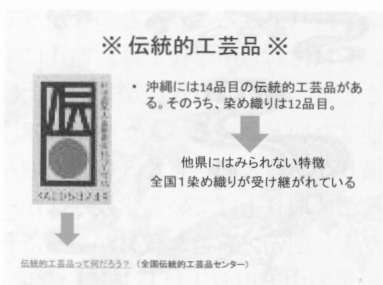 ※ 伝統的工芸品 ※
• 沖縄には14品目の伝統的工芸品があ
る。そのうち、染め織りは12品目。
伝
他県にはみられない特徴
全国1染め織りが受け継がれている
伝統的工芸品って何だろう？（全国伝統的工芸品センター）